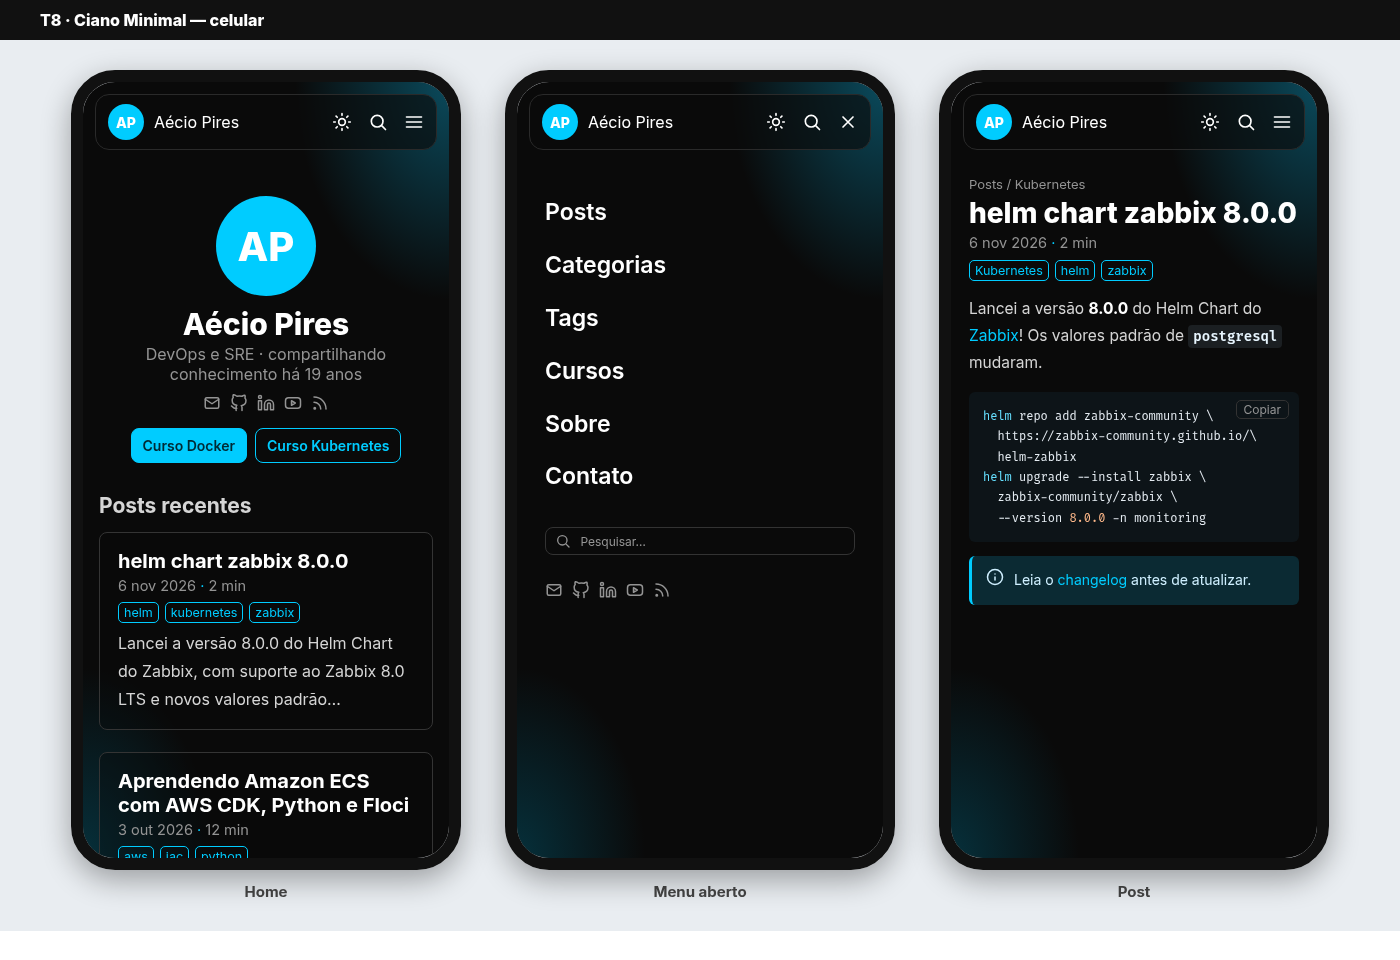 T8 · Ciano Minimal — celular
AP Aécio Pires
AP
Aécio Pires
DevOps e SRE · compartilhando
conhecimento há 19 anos
Curso Docker
Curso Kubernetes
Posts recentes
helm chart zabbix 8.0.0
6 nov 2026 · 2 min
helm kubernetes zabbix
Lancei a versão 8.0.0 do Helm Chart
do Zabbix, com suporte ao Zabbix 8.0
LTS e novos valores padrão...
Aprendendo Amazon ECS
com AWS CDK, Python e Floci
3 out 2026 · 12 min
aws iac python
Home
AP Aécio Pires
Posts
Categorias
Tags
Cursos
Sobre
Contato
Pesquisar...
Menu aberto
AP Aécio Pires
Posts / Kubernetes
helm chart zabbix 8.0.0
6 nov 2026 · 2 min
Kubernetes helm zabbix
Lancei a versão 8.0.0 do Helm Chart do
Zabbix! Os valores padrão de postgresql
mudaram.
Copiar
helm repo add zabbix-community \
https://zabbix-community.github.io/\
helm-zabbix
helm upgrade --install zabbix \
zabbix-community/zabbix \
--version 8.0.0 -n monitoring
Leia o changelog antes de atualizar.
Post